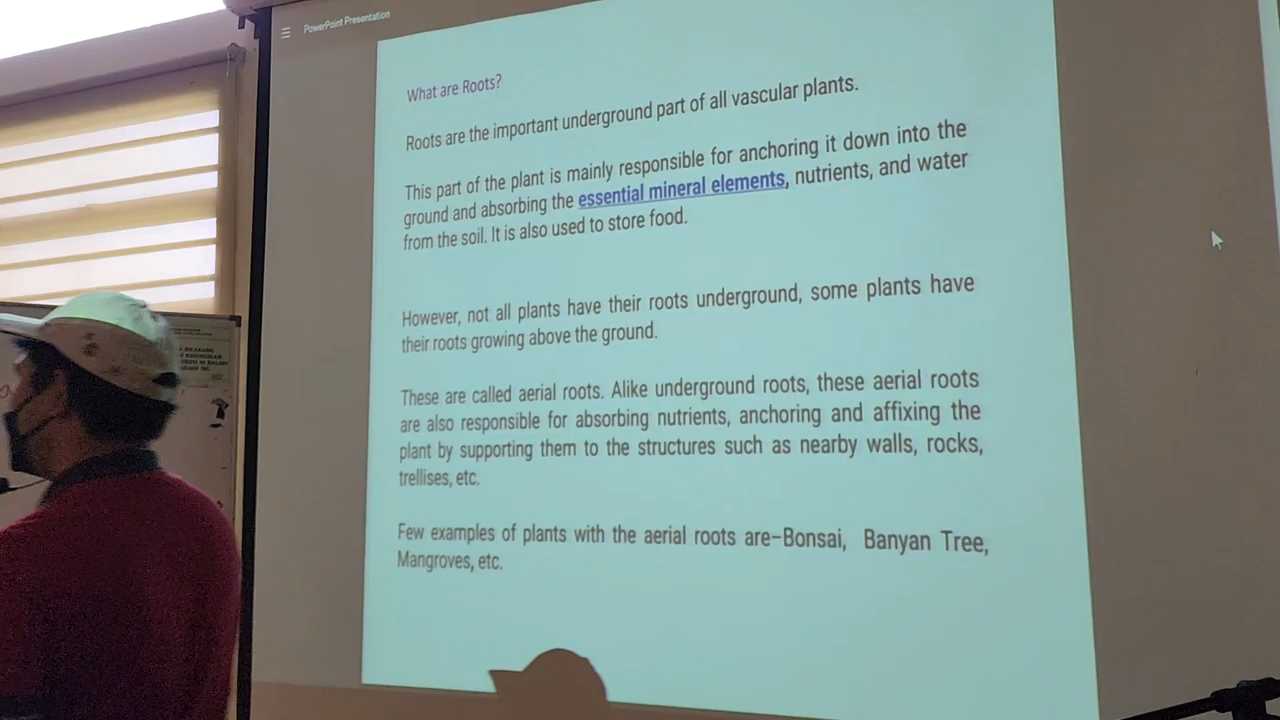 PowerPoint Presentation
What are Roots?
Roots are the important underground part of all vascular plants.
This part of the plant is mainly responsible for anchoring it down into the
ground and absorbing the essential mineral elements, nutrients, and water
from the soil. It is also used to store food.
However, not all plants have their roots underground, some plants have
their roots growing above the ground.
These are called aerial roots. Alike underground roots, these aerial roots
are also responsible for absorbing nutrients, anchoring and affixing the
plant by supporting them to the structures such as nearby walls, rocks,
trellises, etc.
Few examples of plants with the aerial roots are–Bonsai, Banyan Tree,
Mangroves, etc.